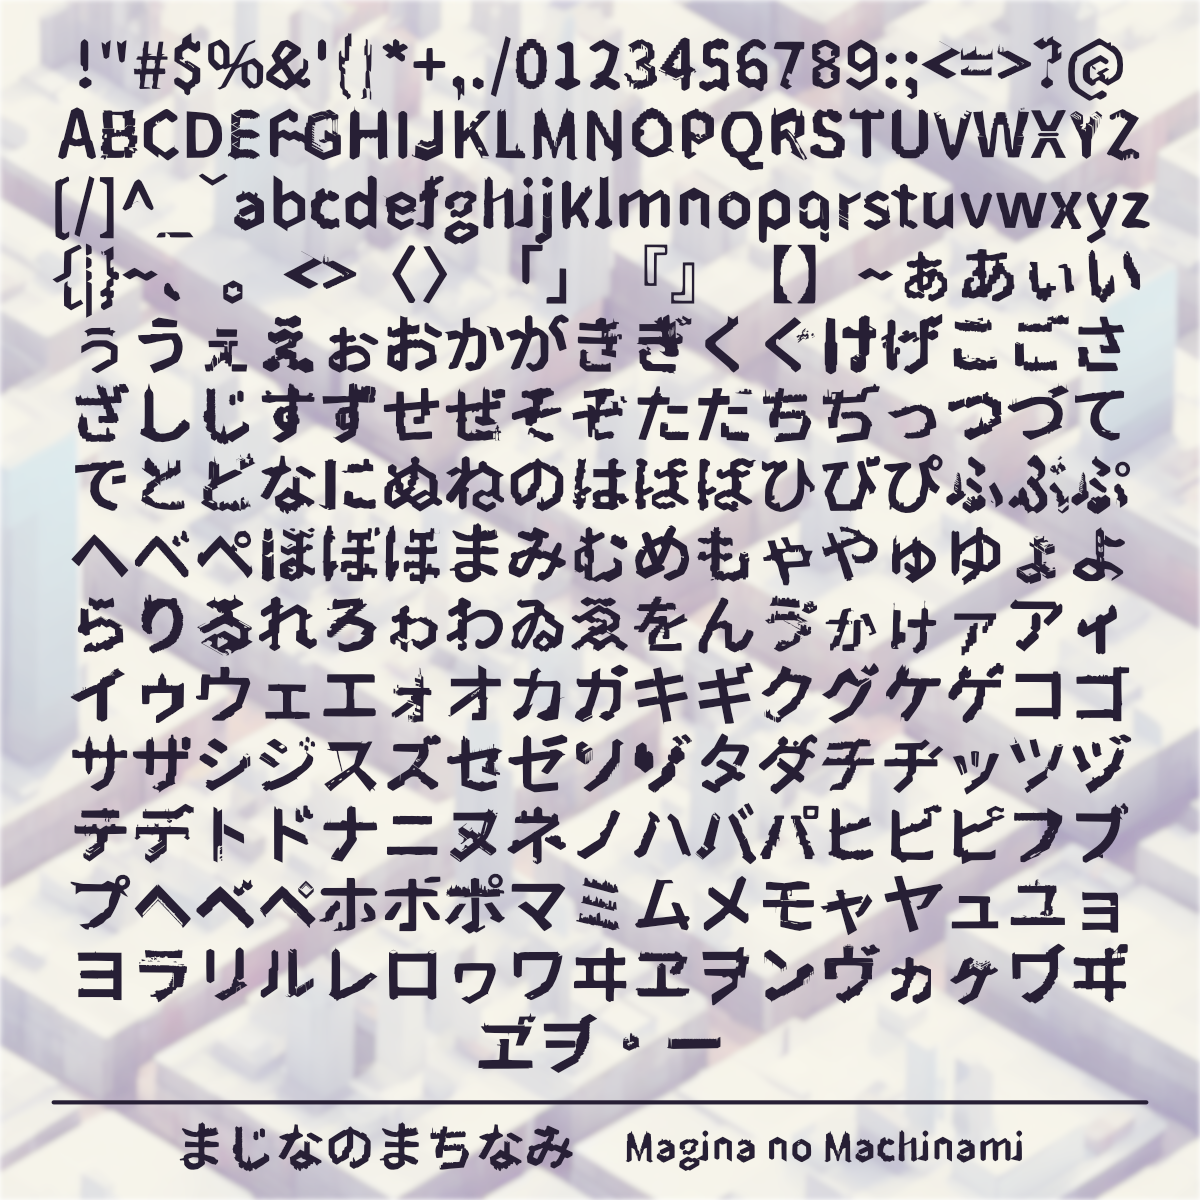 !"#$%&'()*+,./0123456789:;<=>?@
ABCDEFGHIJKLMNOPQRSTUVWXYZ
[/]^_ˇabcdefghijklmnopqrstuvwxyz
{|}~、。<>〈〉「」『』【】~ぁあぃい
ぅうぇえぉおかがきぎくぐけげこごさ
ざしじすずせぜそぞただちぢっつづて
でとどなにぬねのはばぱひびぴふぶぷ
へべぺほぼぽまみむめもゃやゅゆょよ
らりるれろゎわゐゑをんゔゕゖァアィ
イゥウェエォオカガキギクグケゲコゴ
サザシジスズセゼソゾタダチヂッツヅ
テデトドナニヌネノハバパヒビピフブ
プヘベペホボポマミムメモャヤュユョ
ヨラリルレロヮワヰヱヲンヴヵヶヷヸ
ヹヺ・ー
まじなのまちなみ Magina no Machinami